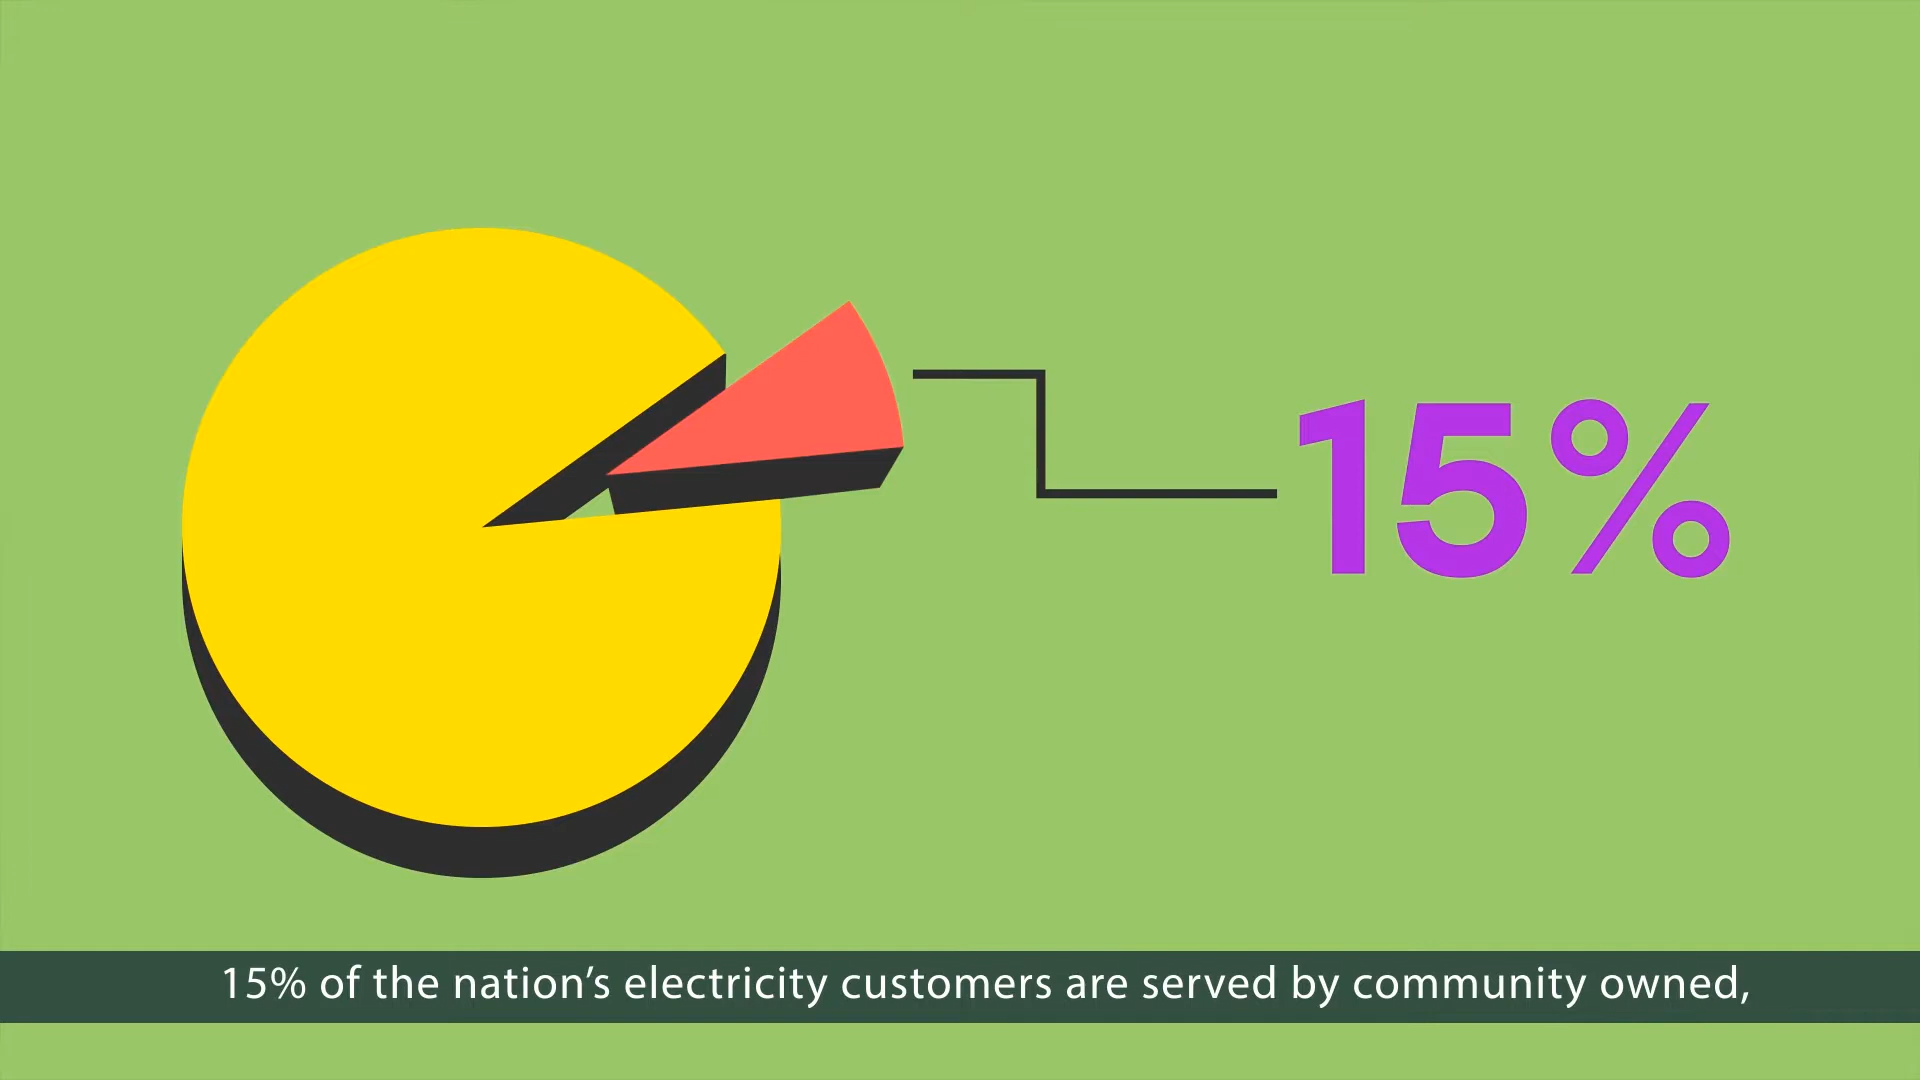 15%
15% of the nation’s electricity customers are served by community owned,